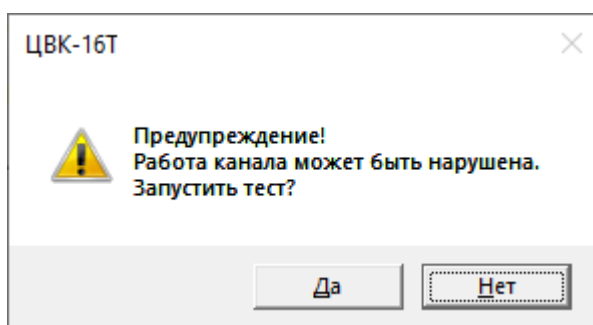 ЦВК-16Т
Предупреждение!
Работа канала может быть нарушена.
Запустить тест?
Да
Нет